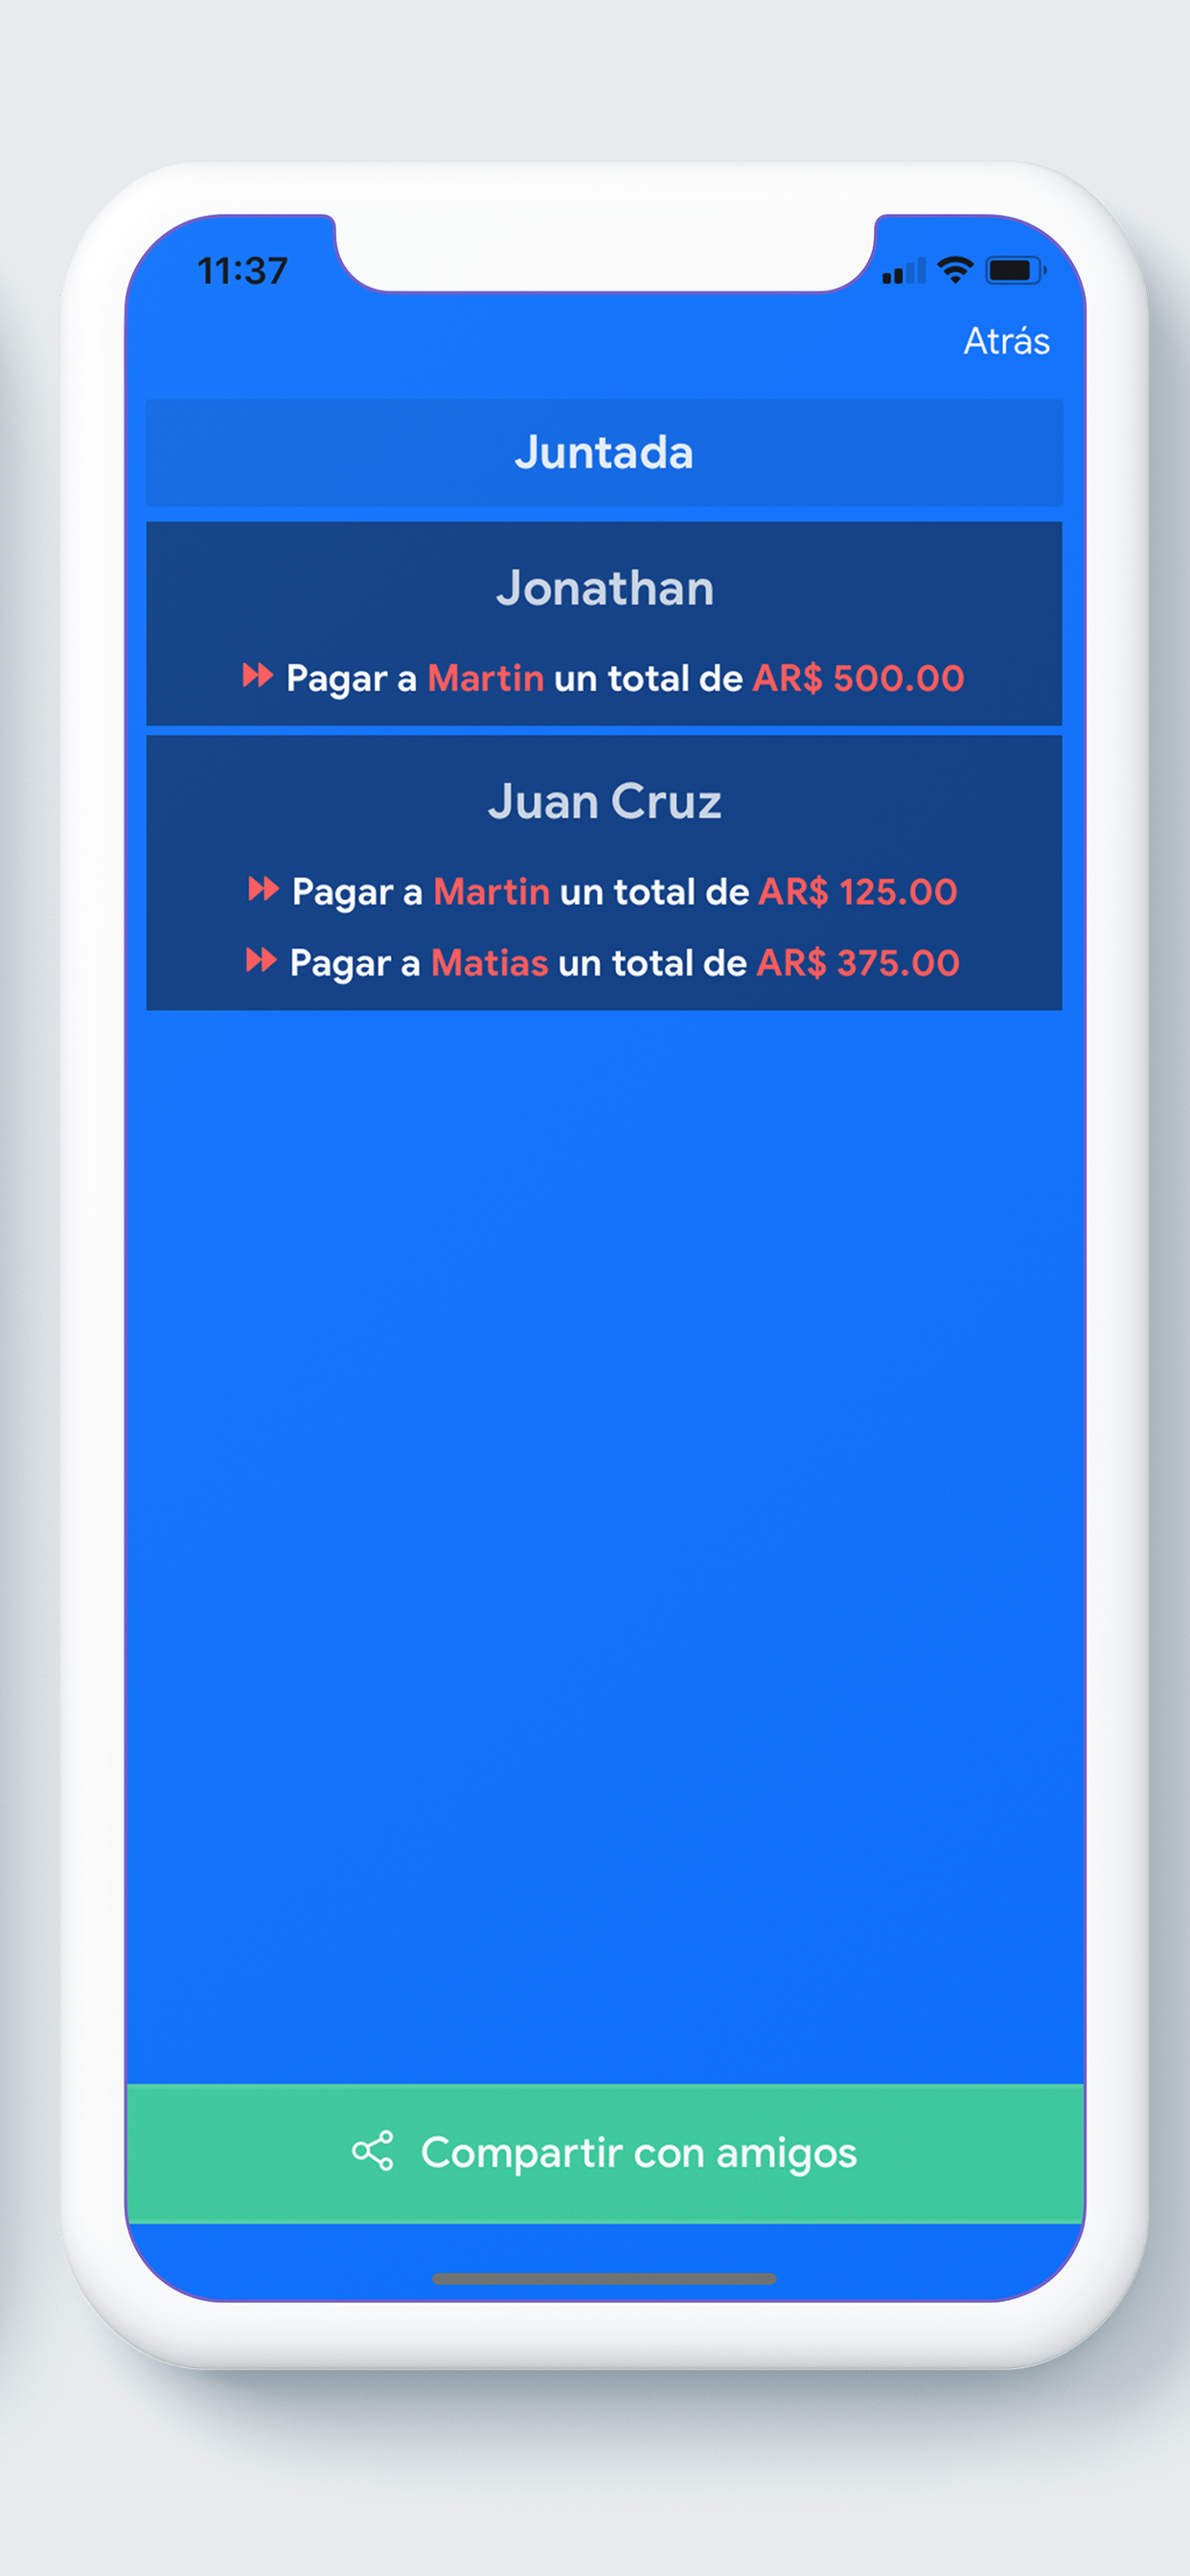 11:37
Atrás
Juntada
Jonathan
Pagar a Martin un total de AR$ 500.00
Juan Cruz
Pagar a Martin un total de AR$ 125.00
Pagar a Matias un total de AR$ 375.00
Compartir con amigos